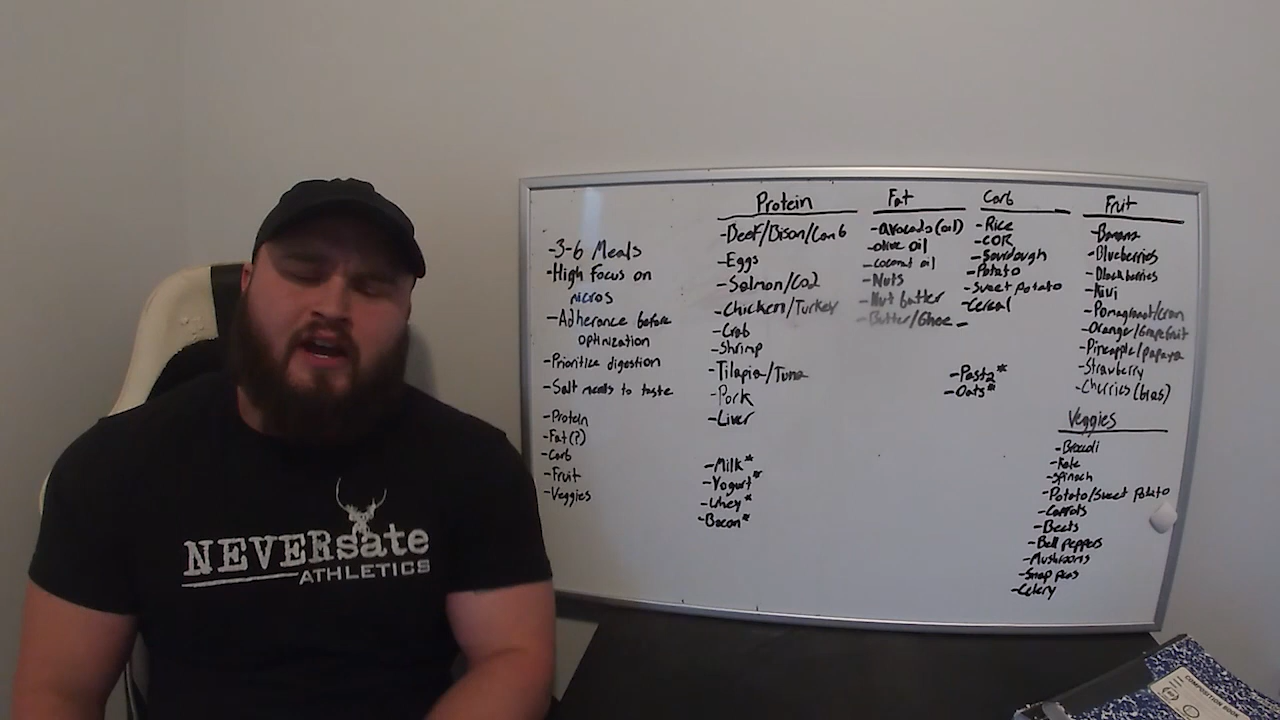 -3-6 Meals
-High Focus on
micros
-Adherence before
optimization
-Prioritize digestion
-Salt meals to taste
-Protein
-Fat(?)
-Carb
-Fruit
-Veggies
Protein
-Beef/Bison/Lamb
-Eggs
-Salmon/Cod
-Chicken/Turkey
-Crab
-Shrimp
-Tilapia/Tuna
-Pork
-Liver
-Milk*
-Yogurt*
-Whey*
-Bacon*
Fat
-Avocado(oil)
-olive oil
-coconut oil
-Nuts
-Nut butter
-Butter/Ghee
Carb
-Rice
-COR
-Sourdough
-Potato
-Sweet potato
-Cereal
-Pasta*
-Oats*
Fruit
-Banana
-Blueberries
-Blackberries
-Kiwi
-Pomagranat/cran
-Orange/Grapefruit
-Pineapple/papaya
-Strawberry
-Cherries
Veggies
-Broccoli
-Kale
-Spinach
-Potato/Sweet Potato
-Carrots
-Beets
-Bell peppers
-Mushrooms
-Snap peas
-Celery
NEVERsate
ATHLETICS
COMPOSITION BOOK